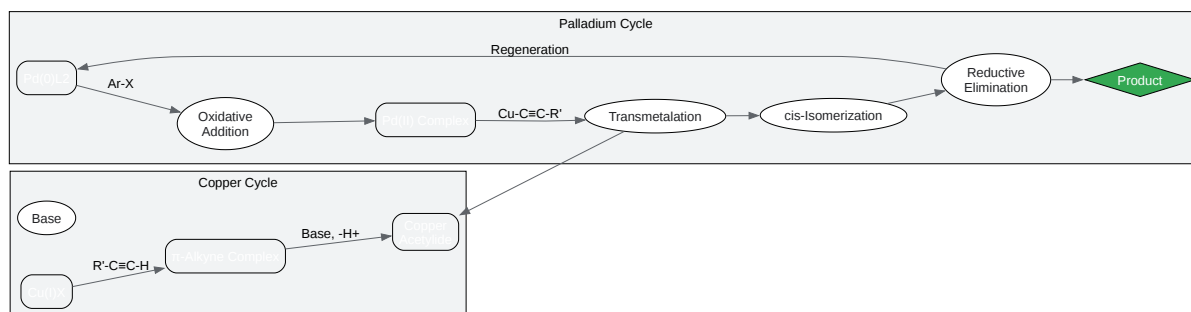 Palladium Cycle
Regeneration
Pd(0)L2
Ar-X
Oxidative
Addition
Pd(II) Complex
Cu-C≡C-R'
Transmetalation
cis-Isomerization
Reductive
Elimination
Product
Copper Cycle
Base
Cu(I)X
R'-C≡C-H
π-Alkyne Complex
Base, -H+
Copper
Acetylide